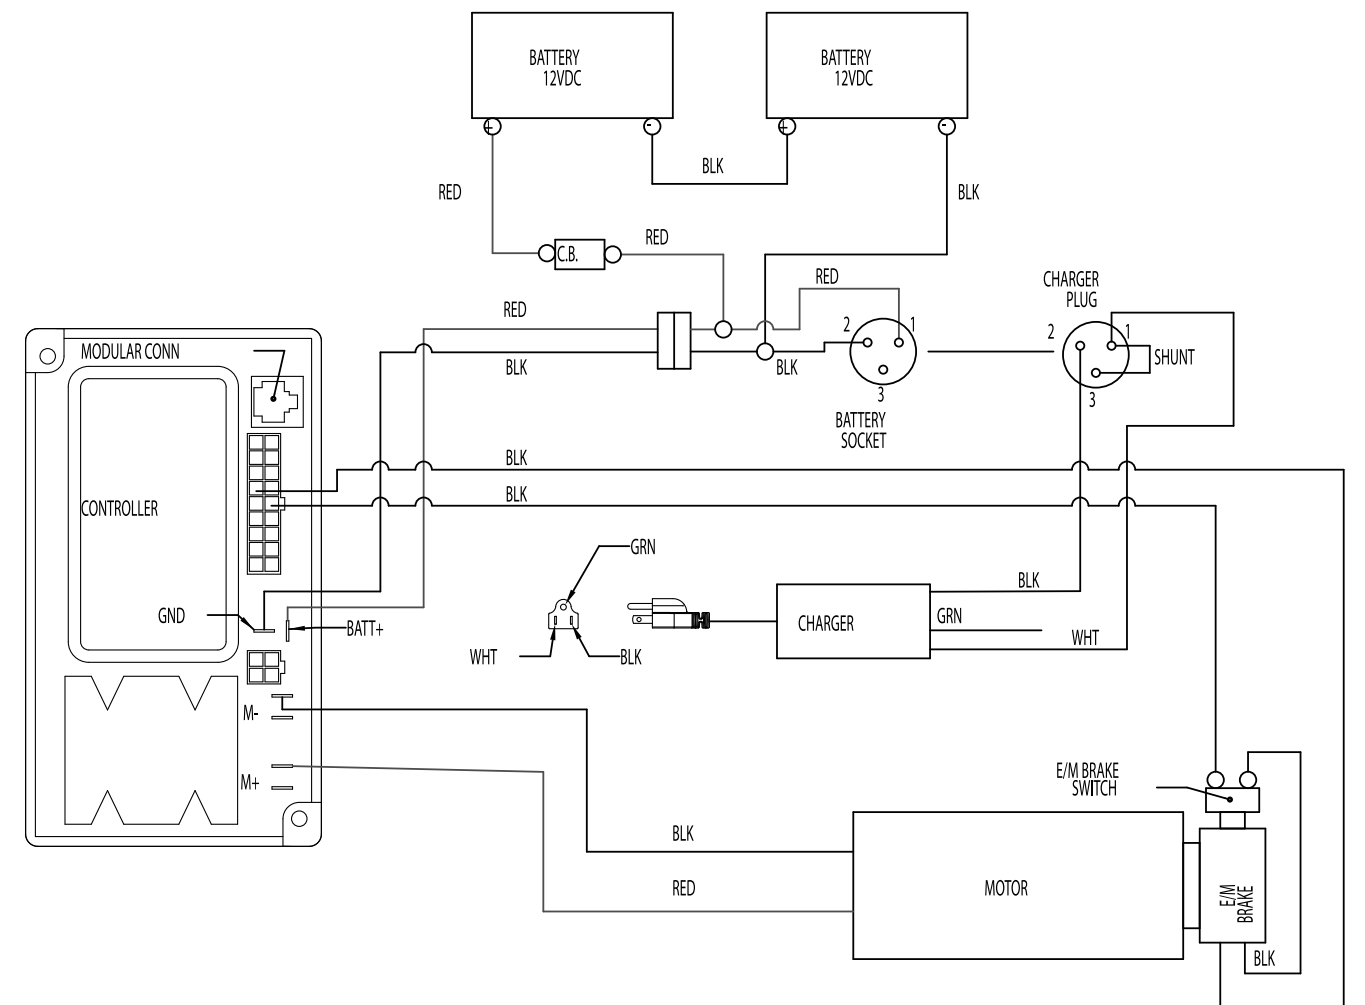 BATTERY
12VDC
BATTERY
12VDC
+
-
+
-
BLK
RED
BLK
C.B.
RED
RED
CHARGER
PLUG
RED
2
1
2
1
SHUNT
3
3
BLK
BLK
BATTERY
SOCKET
MODULAR CONN
CONTROLLER
BLK
BLK
GRN
WHT
BLK
CHARGER
BLK
GRN
WHT
GND
BATT+
M-
M+
E/M BRAKE
SWITCH
BLK
RED
MOTOR
E/M
BRAKE
BLK